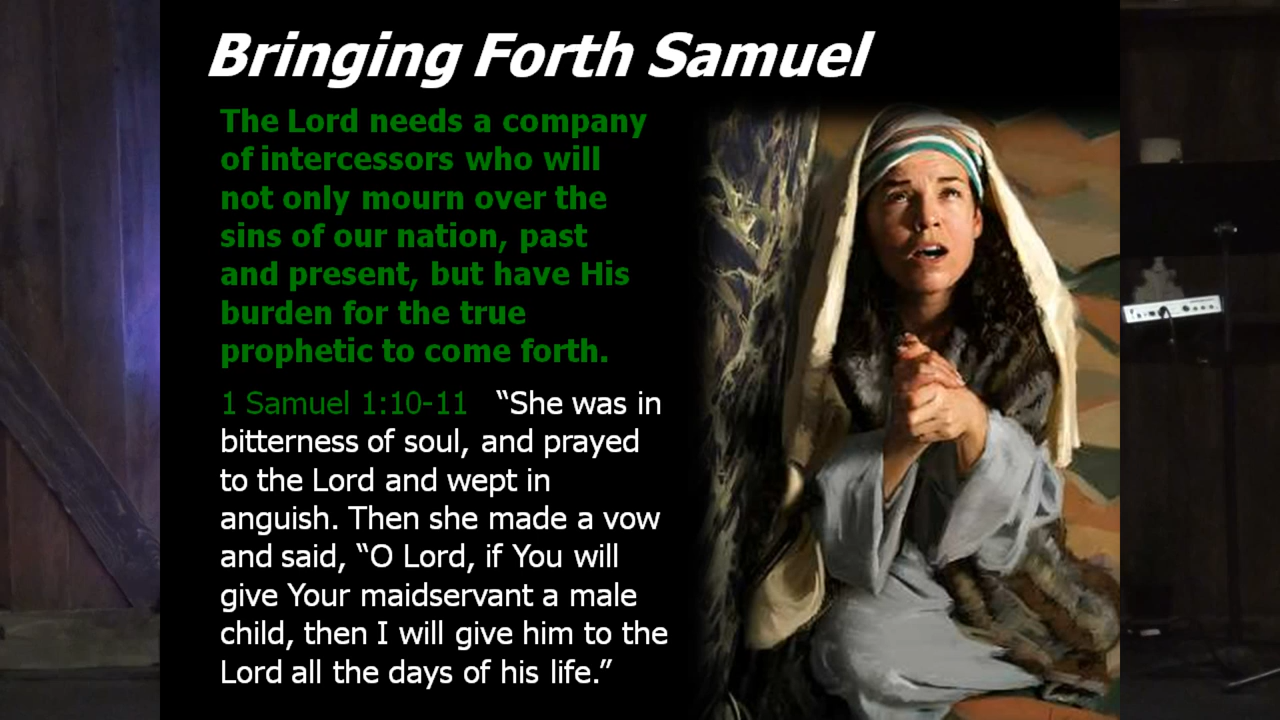 Bringing Forth Samuel
The Lord needs a company
of intercessors who will
not only mourn over the
sins of our nation, past
and present, but have His
burden for the true
prophetic to come forth.
1 Samuel 1:10-11 “She was in
bitterness of soul, and prayed
to the Lord and wept in
anguish. Then she made a vow
and said, “O Lord, if You will
give Your maidservant a male
child, then I will give him to the
Lord all the days of his life.”